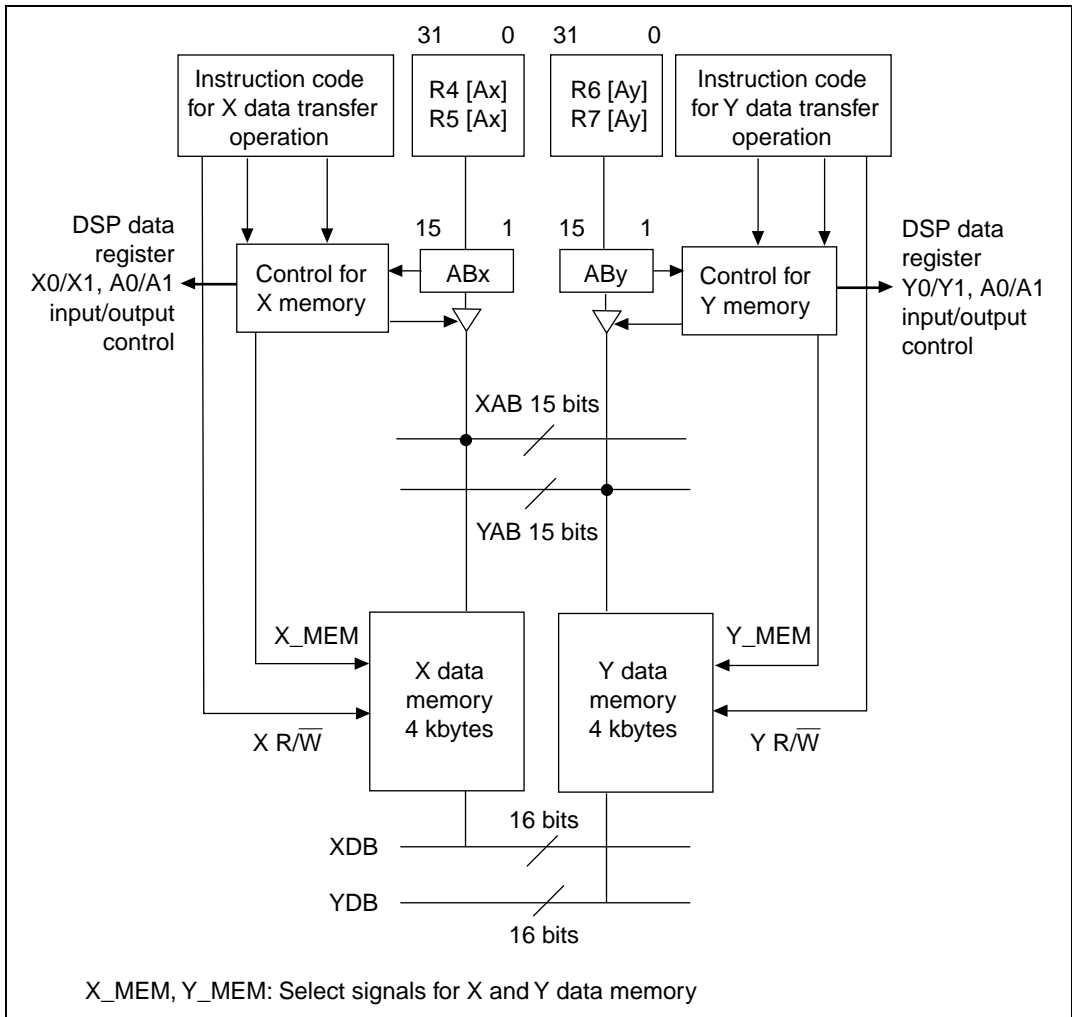 31 0 31 0
Instruction code
for X data transfer
operation
R4 [Ax]
R5 [Ax]
R6 [Ay]
R7 [Ay]
Instruction code
for Y data transfer
operation
DSP data
register
X0/X1, A0/A1
input/output
control
15 1 15 1
Control for
X memory
ABx
ABy
Control for
Y memory
DSP data
register
Y0/Y1, A0/A1
input/output
control
XAB 15 bits
YAB 15 bits
X_MEM
Y_MEM
X data
memory
4 kbytes
Y data
memory
4 kbytes
X R/W̅
Y R/W̅
16 bits
XDB
YDB
16 bits
X_MEM, Y_MEM: Select signals for X and Y data memory